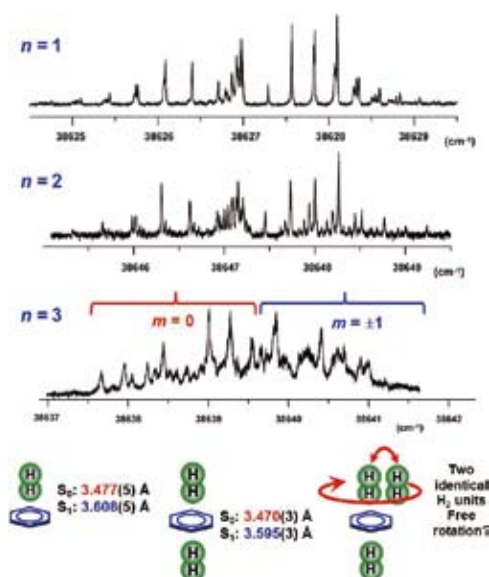 n = 1
38625 38626 38627 38628 38629
(cm⁻¹)
n = 2
38646 38647 38648 38649
(cm⁻¹)
n = 3
m = 0 m = ±1
38637 38638 38639 38640 38641 38642
(cm⁻¹)
H
H
S₀: 3.477(5) Å
S₁: 3.608(5) Å
H
H
S₀: 3.470(3) Å
S₁: 3.595(3) Å
H
H
H H
H H
Two
identical
H₂ units
Free
rotation?